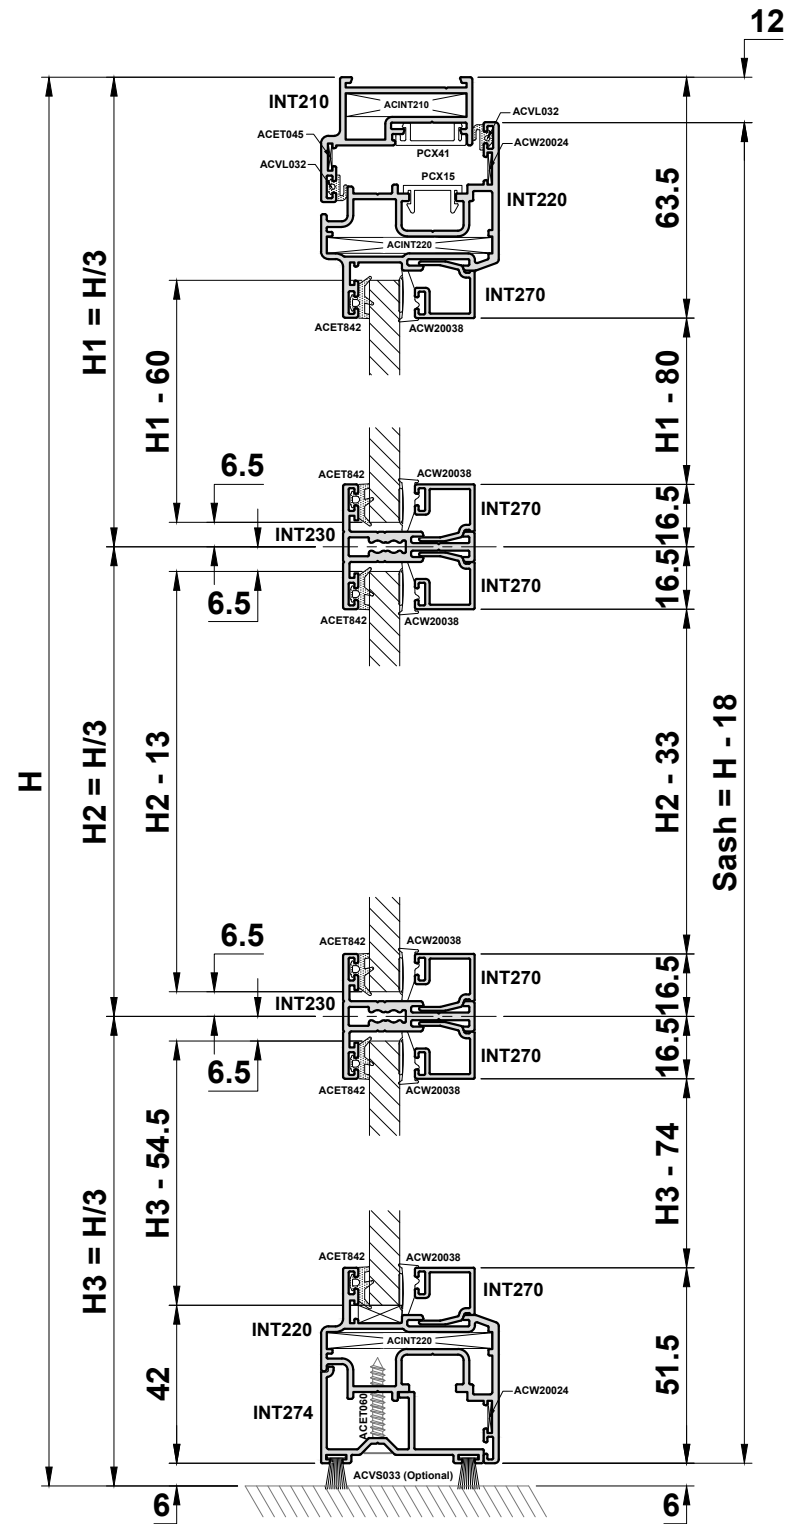 12
INT210
ACINT210
ACVL032
ACET045
ACW20024
PCX41
ACVL032
PCX15
INT220
63.5
ACINT220
INT270
ACET842
ACW20038
H1 = H/3
H1 - 60
H1 - 80
6.5
ACET842
ACW20038
INT270
16.5
INT230
16.5
INT270
6.5
ACET842
ACW20038
H
H2 = H/3
H2 - 13
H2 - 33
Sash = H - 18
6.5
ACET842
ACW20038
INT270
16.5
INT230
16.5
INT270
6.5
ACET842
ACW20038
H3 = H/3
H3 - 54.5
H3 - 74
ACET842
ACW20038
INT270
INT220
ACINT220
42
51.5
INT274
ACET060
ACW20024
ACVS033 (Optional)
6
6